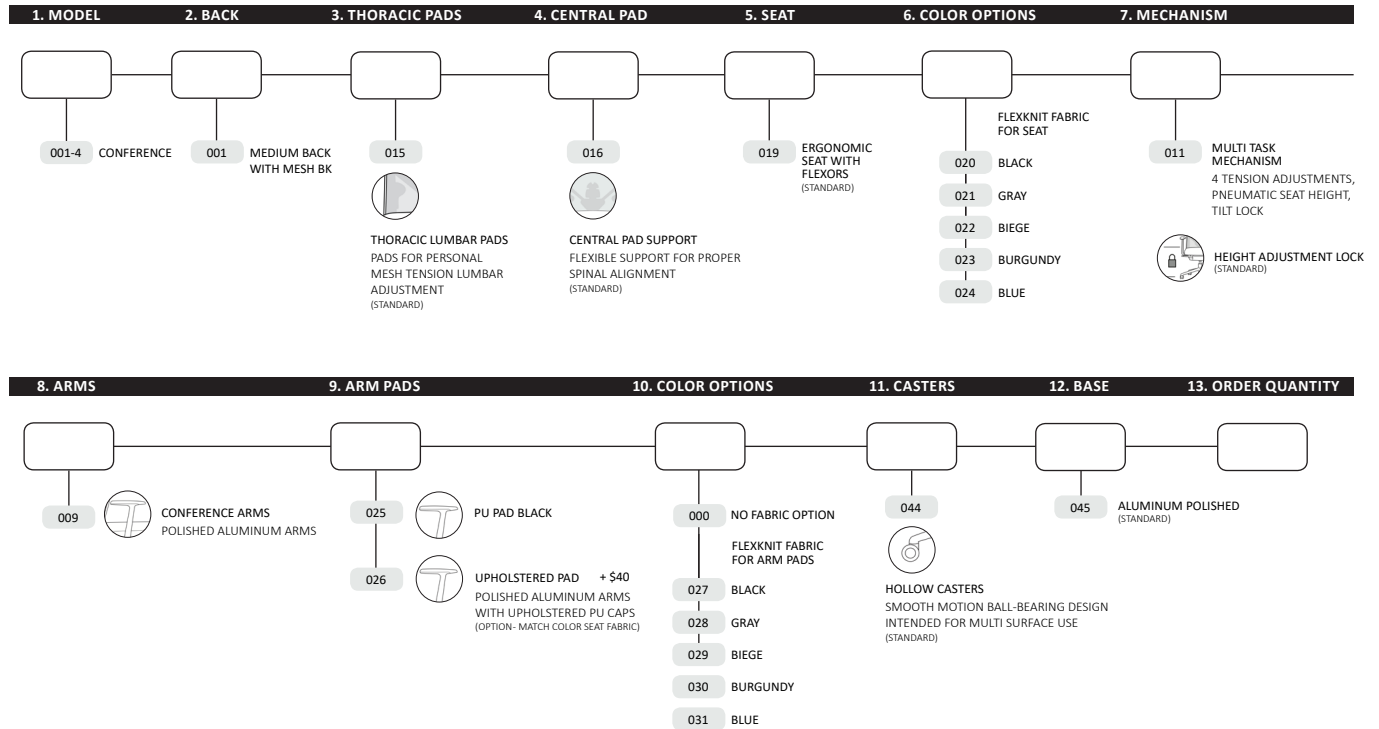 1. MODEL 2. BACK 3. THORACIC PADS 4. CENTRAL PAD 5. SEAT 6. COLOR OPTIONS 7. MECHANISM
001-4 CONFERENCE
001 MEDIUM BACK
WITH MESH BK
015
THORACIC LUMBAR PADS
PADS FOR PERSONAL
MESH TENSION LUMBAR
ADJUSTMENT
(STANDARD)
016
CENTRAL PAD SUPPORT
FLEXIBLE SUPPORT FOR PROPER
SPINAL ALIGNMENT
(STANDARD)
019 ERGONOMIC
SEAT WITH
FLEXORS
(STANDARD)
FLEXKNIT FABRIC
FOR SEAT
020 BLACK
021 GRAY
022 BIEGE
023 BURGUNDY
024 BLUE
011 MULTI TASK
MECHANISM
4 TENSION ADJUSTMENTS,
PNEUMATIC SEAT HEIGHT,
TILT LOCK
HEIGHT ADJUSTMENT LOCK
(STANDARD)
8. ARMS 9. ARM PADS 10. COLOR OPTIONS 11. CASTERS 12. BASE 13. ORDER QUANTITY
009 CONFERENCE ARMS
POLISHED ALUMINUM ARMS
025 PU PAD BLACK
026 UPHOLSTERED PAD + $40
POLISHED ALUMINUM ARMS
WITH UPHOLSTERED PU CAPS
(OPTION- MATCH COLOR SEAT FABRIC)
000 NO FABRIC OPTION
FLEXKNIT FABRIC
FOR ARM PADS
027 BLACK
028 GRAY
029 BIEGE
030 BURGUNDY
031 BLUE
044
HOLLOW CASTERS
SMOOTH MOTION BALL-BEARING DESIGN
INTENDED FOR MULTI SURFACE USE
(STANDARD)
045 ALUMINUM POLISHED
(STANDARD)